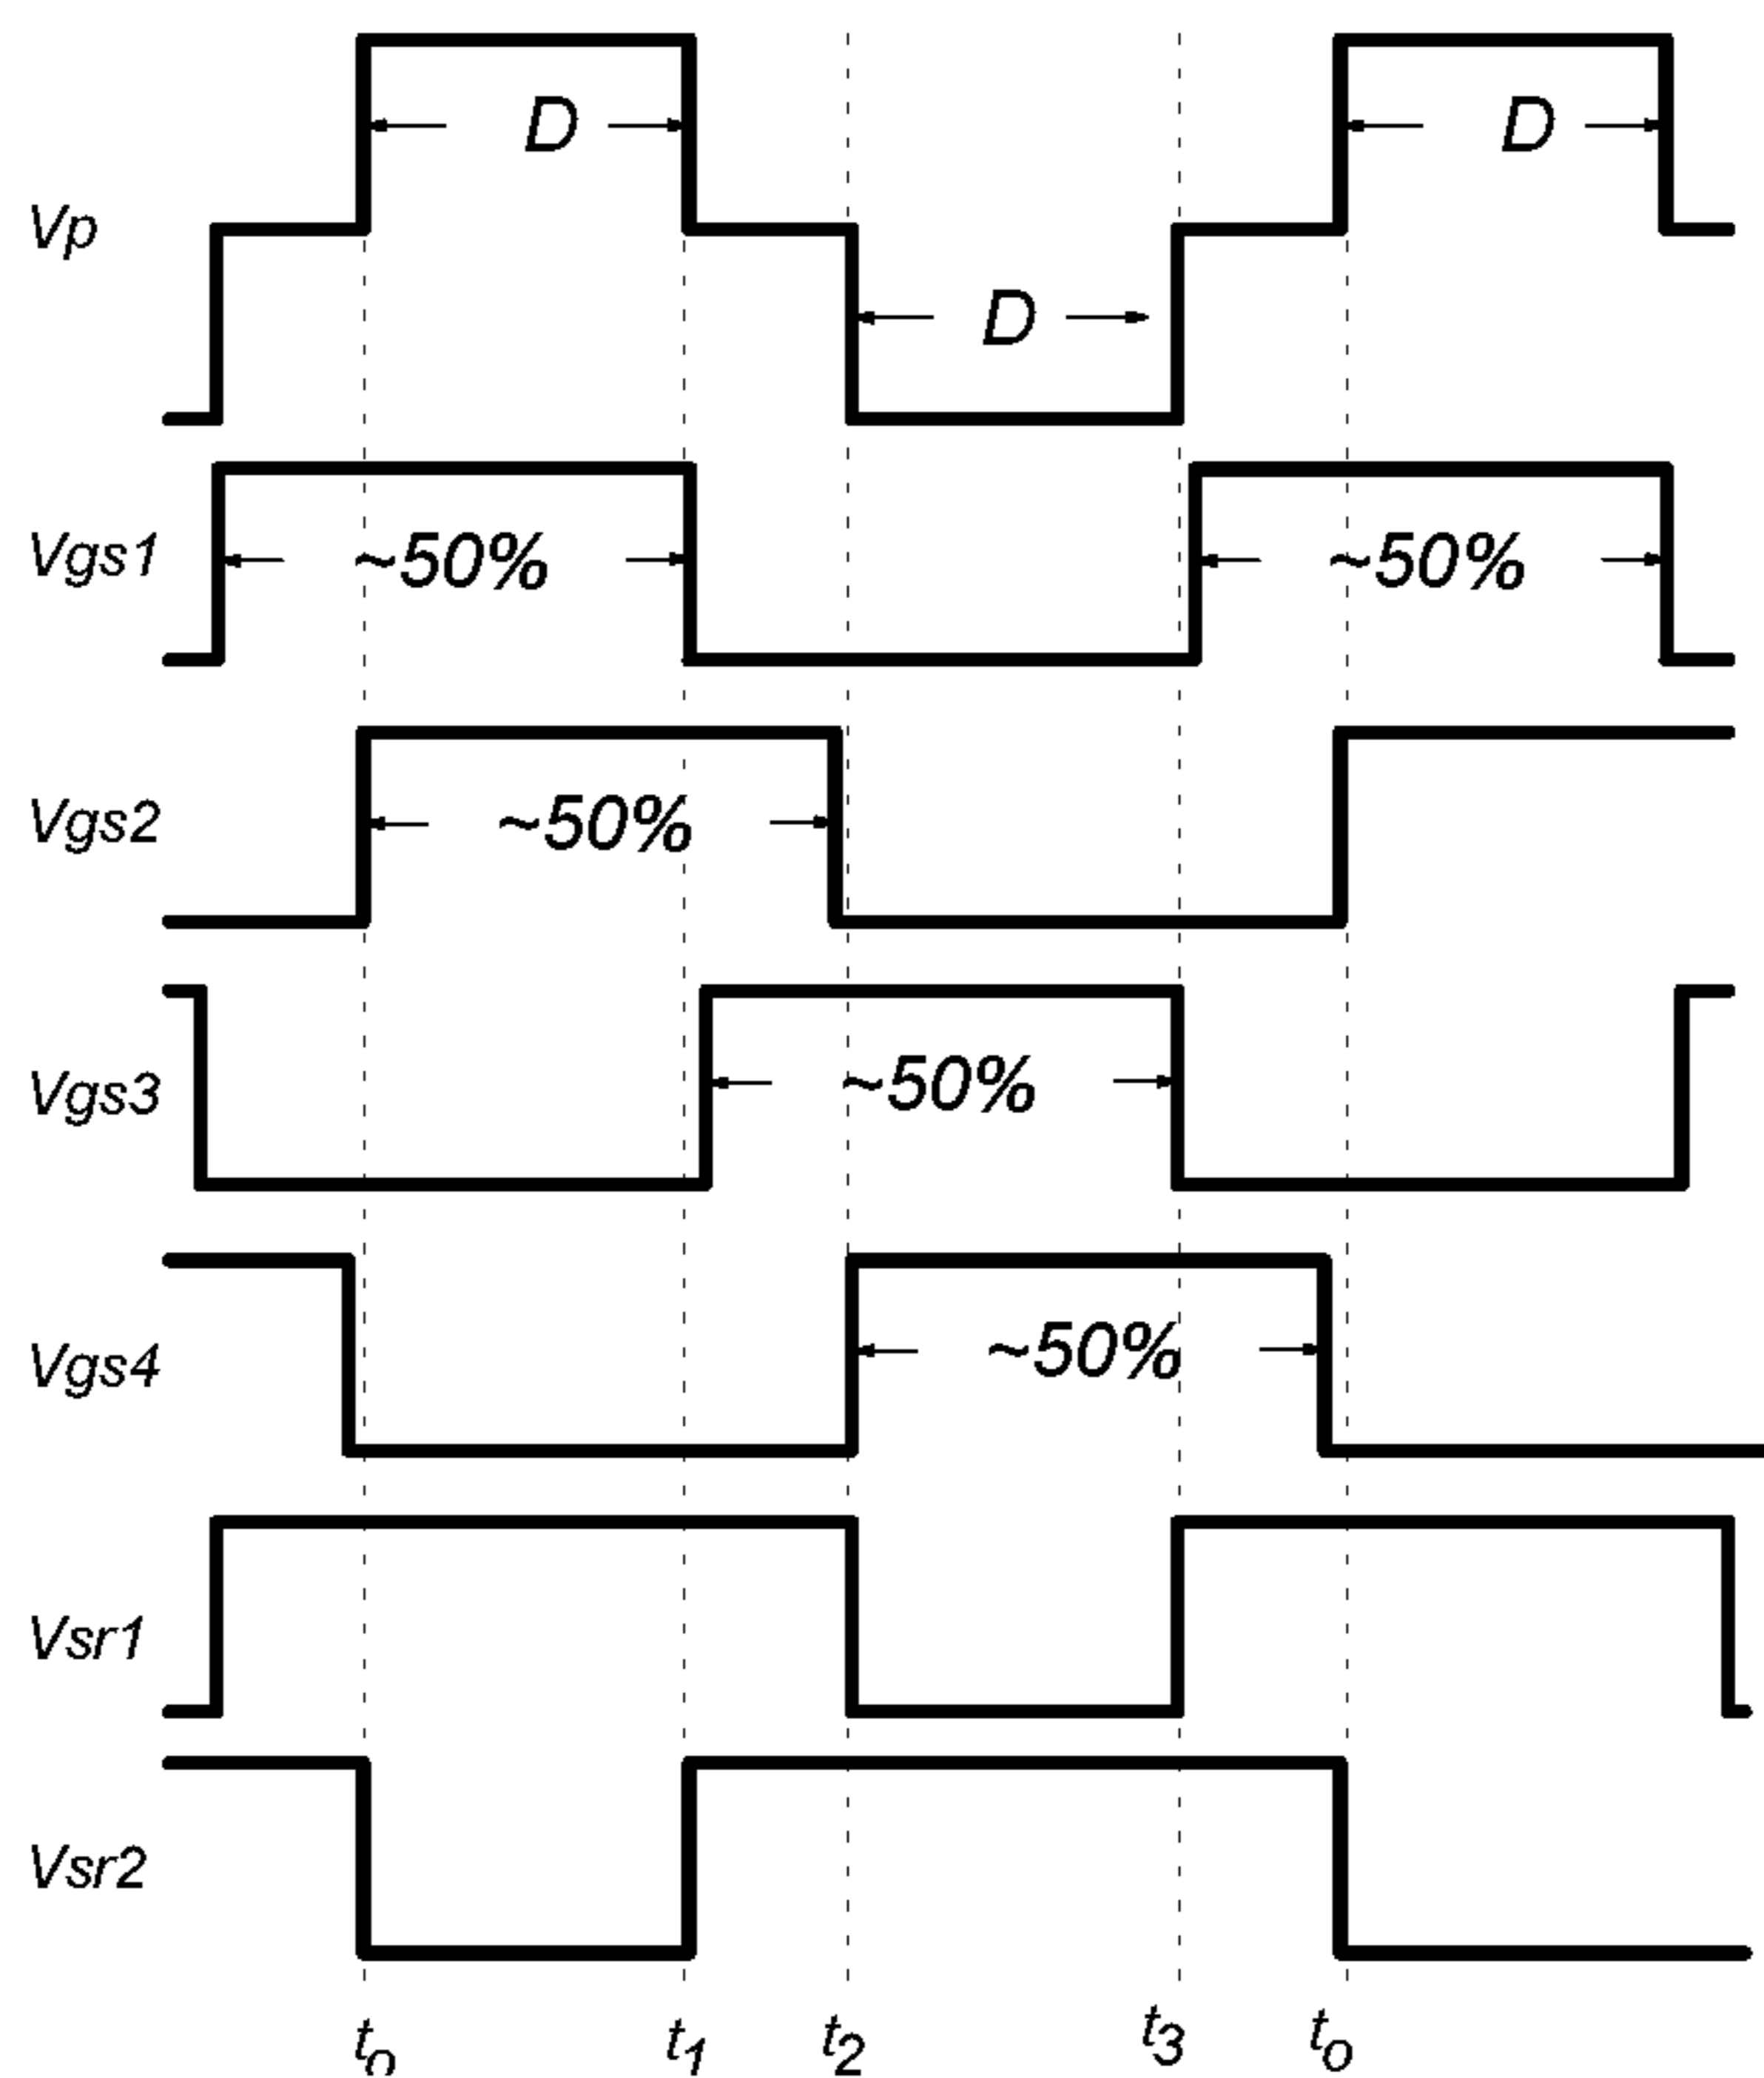 D D
Vp
D
Vgs1 ~50% ~50%
Vgs2 ~50%
Vgs3 ~50%
Vgs4 ~50%
Vsr1
Vsr2
to t1 t2 t3 to